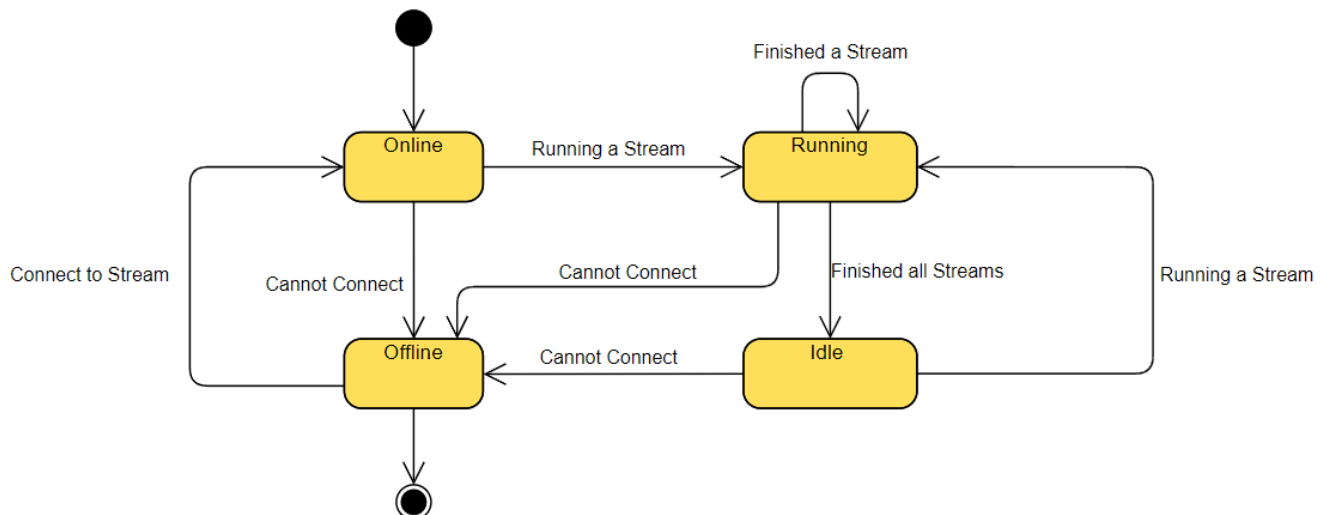 Finished a Stream
Online
Running a Stream
Running
Connect to Stream
Cannot Connect
Cannot Connect
Finished all Streams
Running a Stream
Offline
Cannot Connect
Idle